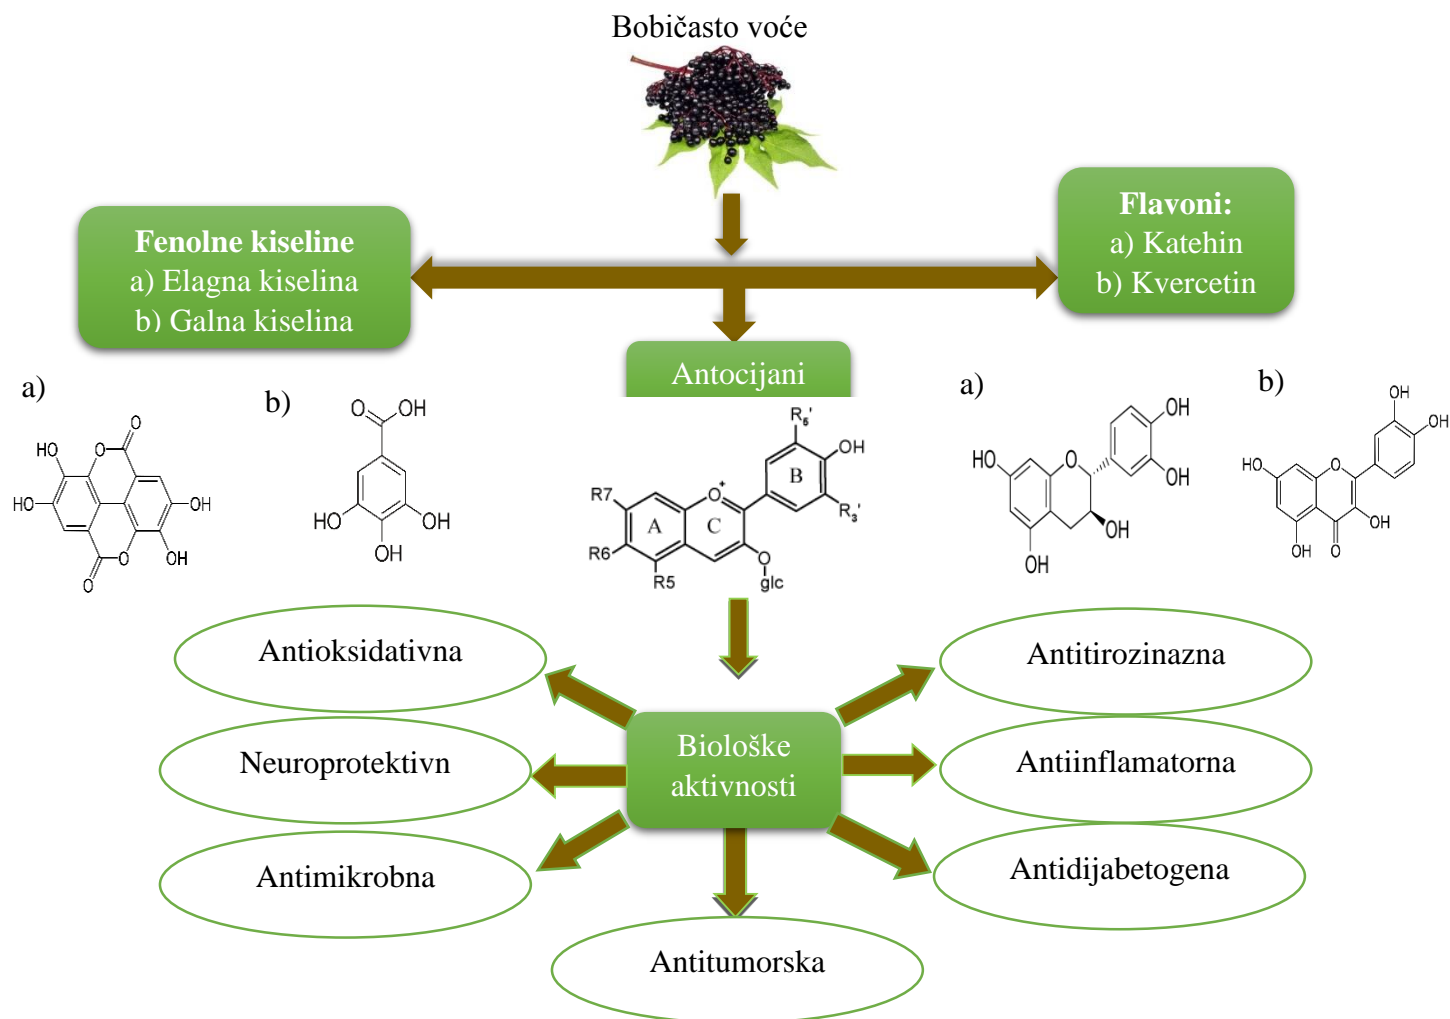 Bobičasto voće
Fenolne kiseline
a) Elagna kiselina
b) Galna kiselina
Flavoni:
a) Katehin
b) Kvercetin
Antocijani
a)
b)
a)
b)
HO
O
O
OH
HO
O
O
OH
O
OH
HO
OH
OH
R5'
OH
B
R3'
R7
O+
A
C
R6
R5
O
glc
OH
OH
HO
O
OH
OH
OH
OH
HO
O
OH
OH
O
Antioksidativna
Neuroprotektivn
Antimikrobna
Biološke
aktivnosti
Antitirozinazna
Antiinflamatorna
Antidijabetogena
Antitumorska